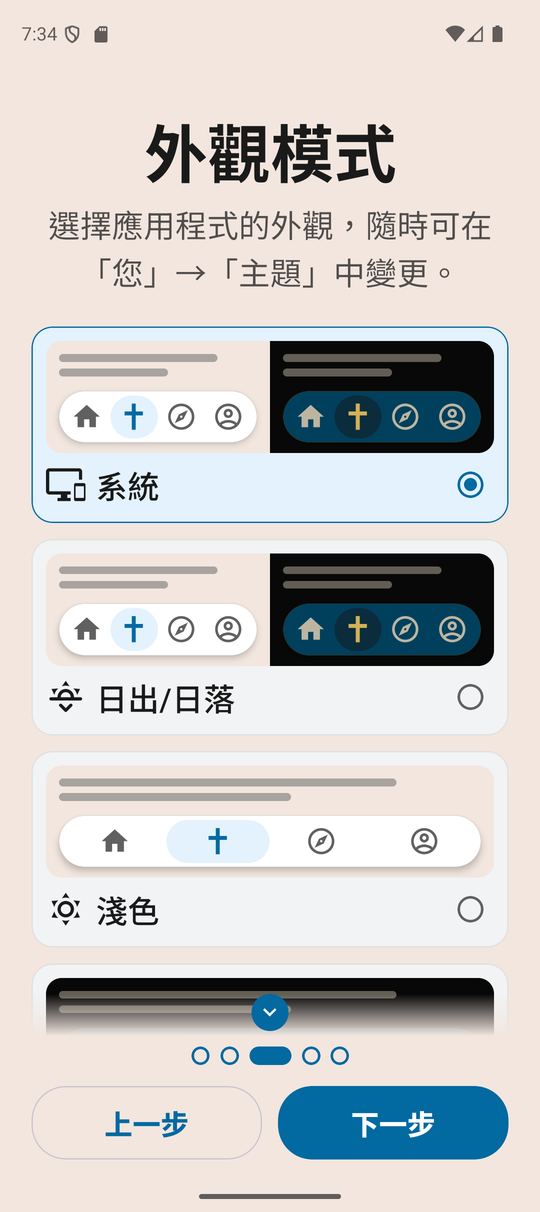 7:34
外觀模式
選擇應用程式的外觀，隨時可在
「您」→「主題」中變更。
系統
日出/日落
淺色
上一步
下一步